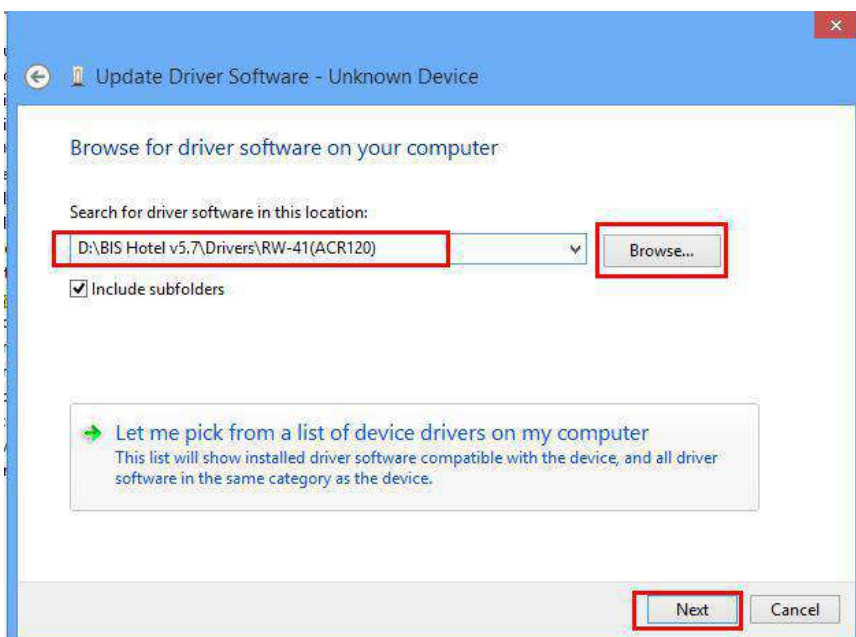 Update Driver Software - Unknown Device
Browse for driver software on your computer
Search for driver software in this location:
D:\BIS Hotel v5.7\Drivers\RW-41(ACR120)
Browse...
Include subfolders
Let me pick from a list of device drivers on my computer
This list will show installed driver software compatible with the device, and all driver
software in the same category as the device.
Next
Cancel